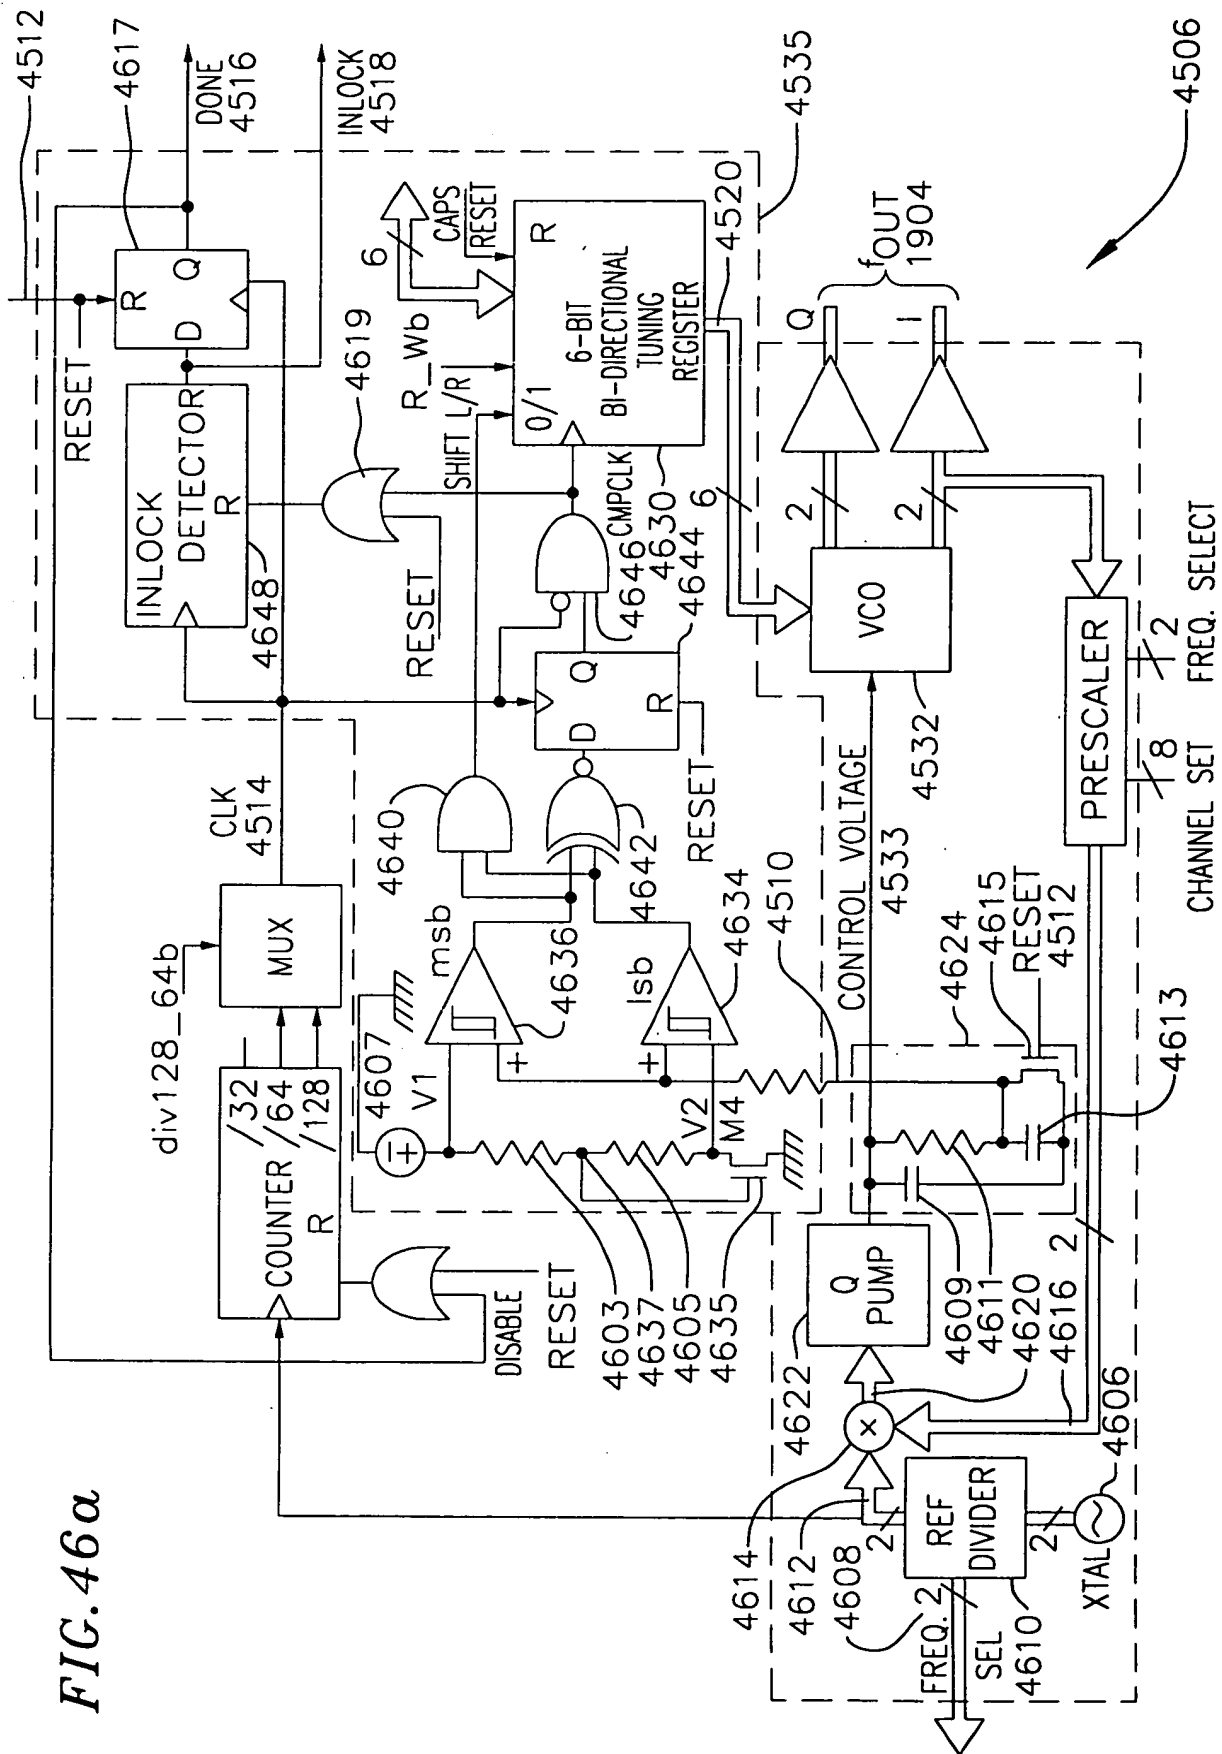 FIG. 46a
4512
RESET
4617
R
D
Q
DONE
4516
INLOCK
4518
INLOCK
DETECTOR
R
4648
4619
RESET
CLK
4514
div128_64b
MUX
COUNTER
/32
/64
/128
R
DISABLE
RESET
4535
6
CAPS
RESET
R_Wb
SHIFT L/R
0/1
R
6-BIT
BI-DIRECTIONAL
TUNING
REGISTER
4520
CMPCLK
4646
4630
4644
6
D
Q
R
RESET
4640
4642
msb
4636
lsb
4634
+
+
4607
V1
V2
M4
4603
4637
4605
4635
4510
CONTROL VOLTAGE
4533
VCO
4532
2
2
Q
I
fOUT
1904
4506
PRESCALER
2
FREQ. SELECT
8
CHANNEL SET
4624
4615
RESET
4512
4613
Q
PUMP
4622
4609
4611
4620
4616
2
4606
XTAL
2
REF
DIVIDER
2
4614
4612
4608
FREQ. 2
SEL
4610